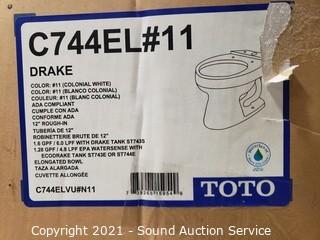 C744EL#11
DRAKE
COLOR: #11 (COLONIAL WHITE)
COLOR: #11 (BLANCO COLONIAL)
COULEUR: #11 (BLANC COLONIAL)
ADA COMPLIANT
CUMPLE CON ADA
CONFORME ADA
12" ROUGH-IN
TUBERÍA DE 12"
ROBINETTERIE BRUTE DE 12"
1.6 GPF / 6.0 LPF WITH DRAKE TANK ST743S
1.28 GPF / 4.8 LPF EPA WATERSENSE WITH
ECODRAKE TANK ST743E OR ST744E
ELONGATED BOWL
TAZA ALARGADA
CUVETTE ALLONGÉE
C744ELVU#N11
TOTO
Copyright 2021 - Sound Auction Service